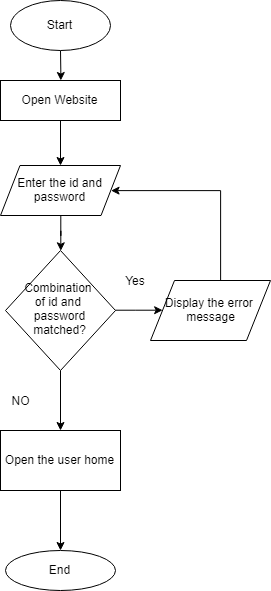 Start
Open Website
Enter the id and
password
Yes
Combination
of id and
password
matched?
Display the error
message
NO
Open the user home
End